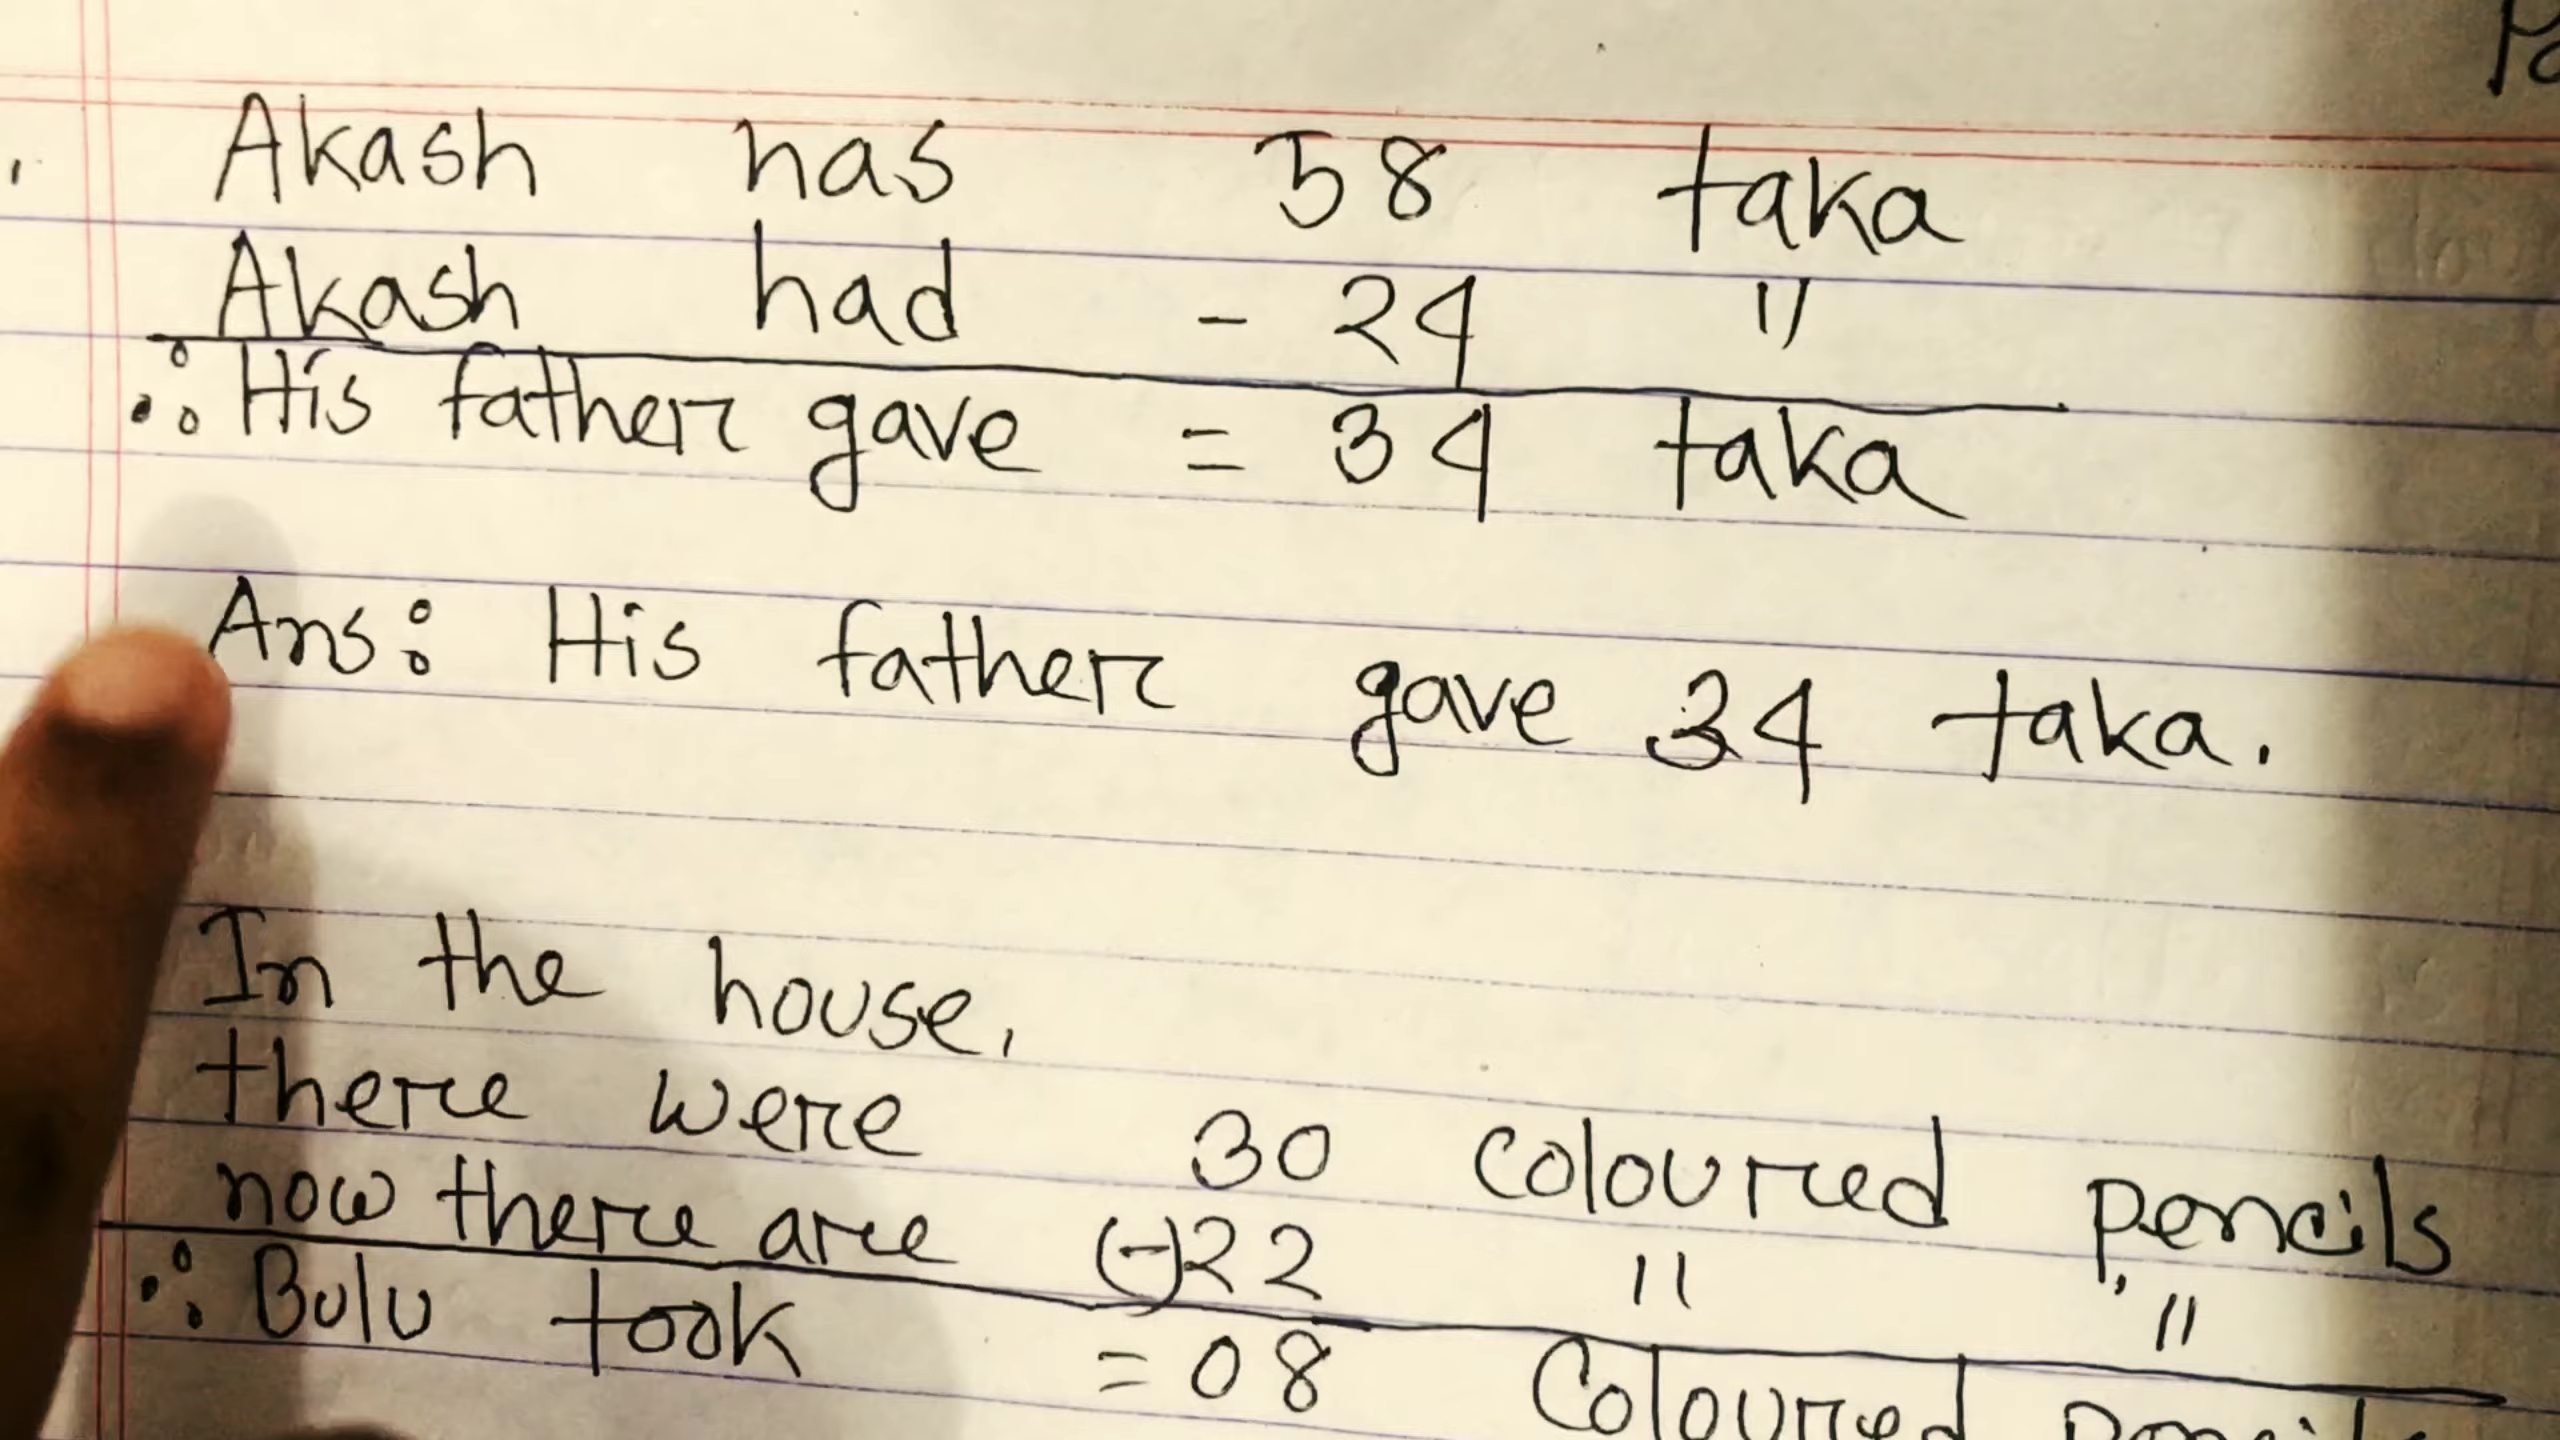 Akash has 58 taka
Akash had - 24 "
∴ His father gave = 34 taka
Ans: His father gave 34 taka.
In the house,
there were 30 coloured pencils
now there are (-) 22 " "
∴ Bulu took = 08 Coloured pencils